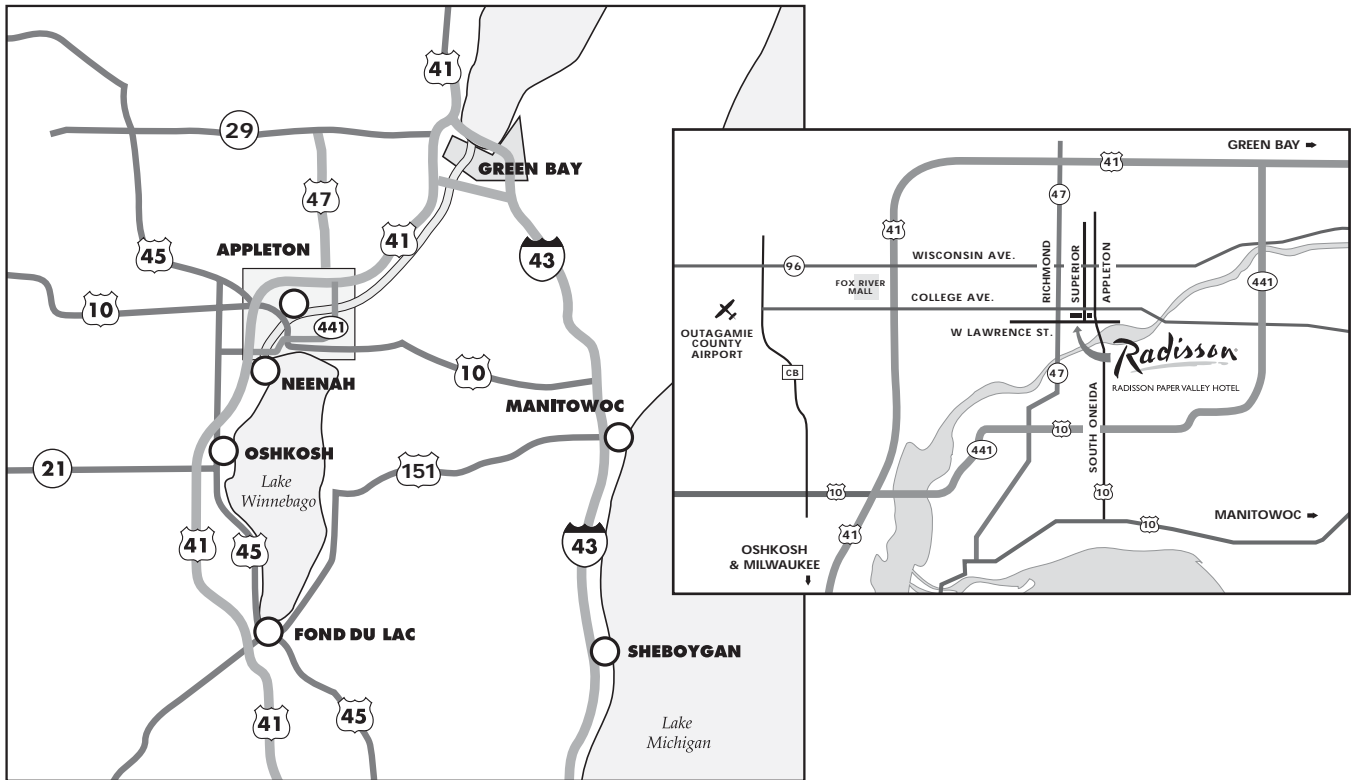 41
29
GREEN BAY
47
41
APPLETON
45
43
10
441
10
NEENAH
MANITOWOC
OSHKOSH
21
151
Lake
Winnebago
41
45
43
FOND DU LAC
SHEBOYGAN
41
45
Lake
Michigan
GREEN BAY
41
47
41
RICHMOND
SUPERIOR
APPLETON
WISCONSIN AVE.
96
FOX RIVER
MALL
441
COLLEGE AVE.
OUTAGAMIE
COUNTY
AIRPORT
W LAWRENCE ST.
Radisson
CB
47
RADISSON PAPER VALLEY HOTEL
SOUTH ONEIDA
10
441
10
10
MANITOWOC
10
41
OSHKOSH
& MILWAUKEE